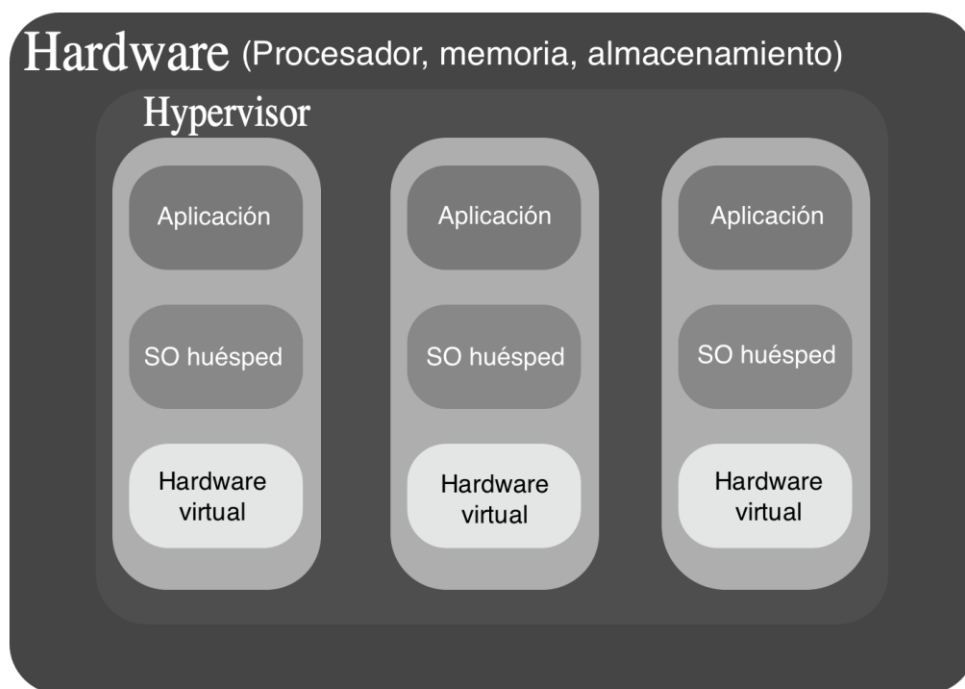 Hardware (Procesador, memoria, almacenamiento)
Hypervisor
Aplicación
Aplicación
Aplicación
SO huésped
SO huésped
SO huésped
Hardware
virtual
Hardware
virtual
Hardware
virtual